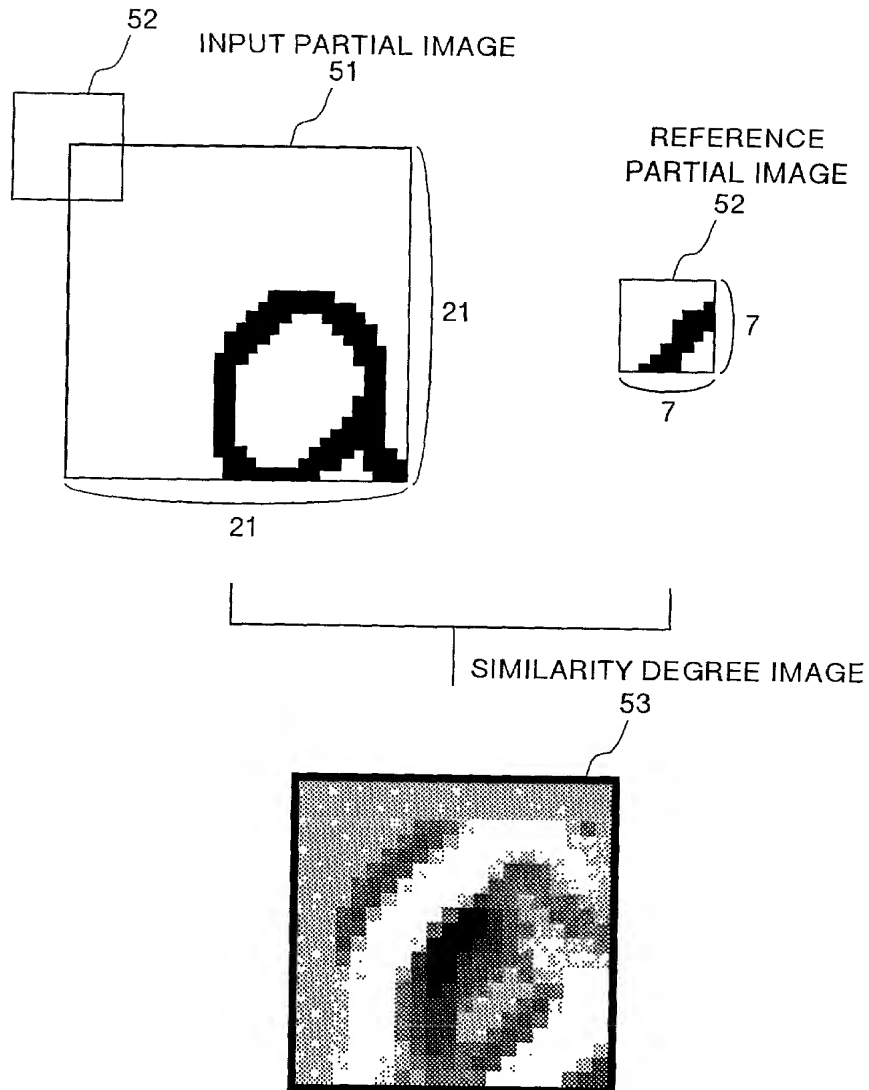 52
INPUT PARTIAL IMAGE
51
REFERENCE
PARTIAL IMAGE
52
21
7
7
21
SIMILARITY DEGREE IMAGE
53